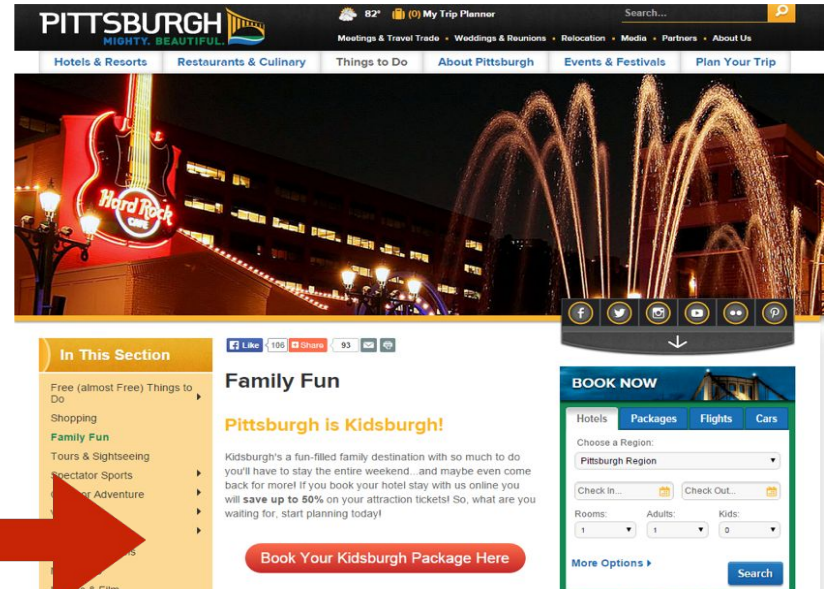 PITTSBURGH
MIGHTY. BEAUTIFUL.
82° (0) My Trip Planner
Search...
Meetings & Travel Trade • Weddings & Reunions • Relocation • Media • Partners • About Us
Hotels & Resorts Restaurants & Culinary Things to Do About Pittsburgh Events & Festivals Plan Your Trip
Hard Rock
CAFE
In This Section
Free (almost Free) Things to
Do
Shopping
Family Fun
Tours & Sightseeing
Spectator Sports
Adventure
& Film
Like 106 Share 93
Family Fun
Pittsburgh is Kidsburgh!
Kidsburgh's a fun-filled family destination with so much to do
you'll have to stay the entire weekend...and maybe even come
back for more! If you book your hotel stay with us online you
will save up to 50% on your attraction tickets! So, what are you
waiting for, start planning today!
Book Your Kidsburgh Package Here
BOOK NOW
Hotels Packages Flights Cars
Choose a Region:
Pittsburgh Region
Check In... Check Out...
Rooms: Adults: Kids:
1 1 0
More Options
Search